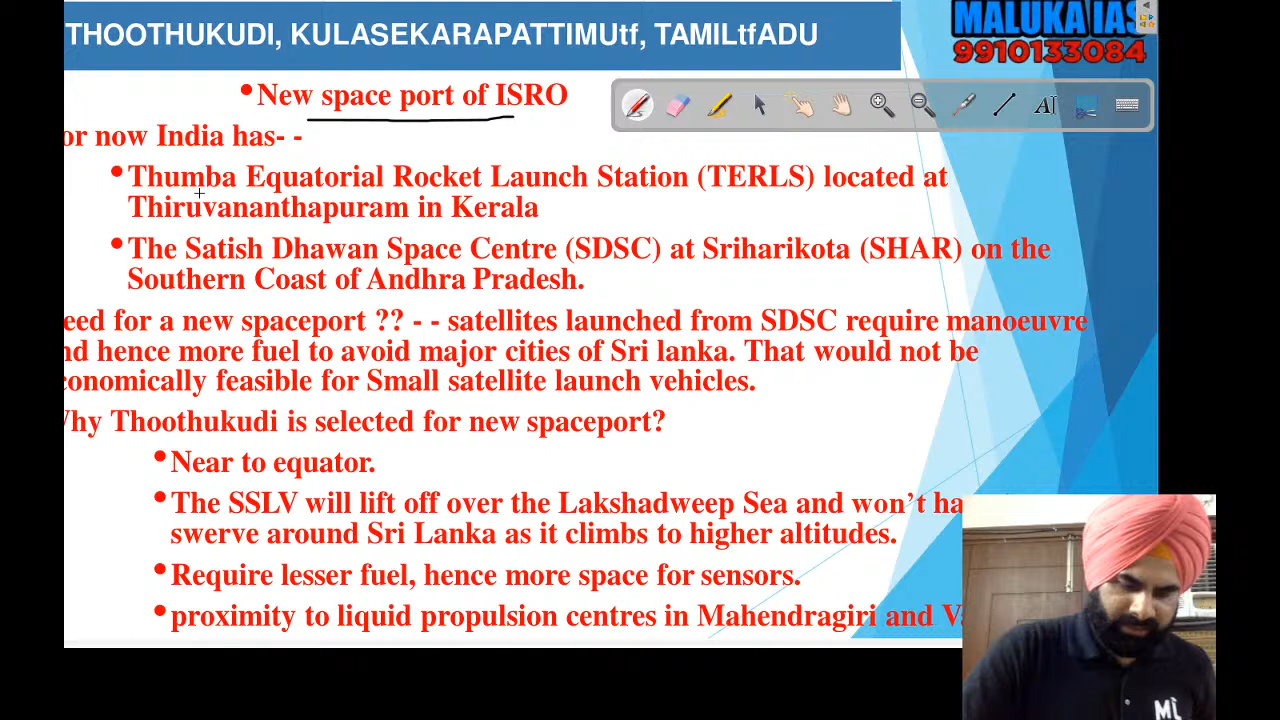 THOOTHUKUDI, KULASEKARAPATTIMUtf, TAMILtfADU
MALUKA IAS
9910133084
•New space port of ISRO
or now India has- -
•Thumba Equatorial Rocket Launch Station (TERLS) located at
Thiruvananthapuram in Kerala
•The Satish Dhawan Space Centre (SDSC) at Sriharikota (SHAR) on the
Southern Coast of Andhra Pradesh.
eed for a new spaceport ?? - - satellites launched from SDSC require manoeuvre
nd hence more fuel to avoid major cities of Sri lanka. That would not be
conomically feasible for Small satellite launch vehicles.
hy Thoothukudi is selected for new spaceport?
•Near to equator.
•The SSLV will lift off over the Lakshadweep Sea and won’t ha
swerve around Sri Lanka as it climbs to higher altitudes.
•Require lesser fuel, hence more space for sensors.
•proximity to liquid propulsion centres in Mahendragiri and V
AI
MI